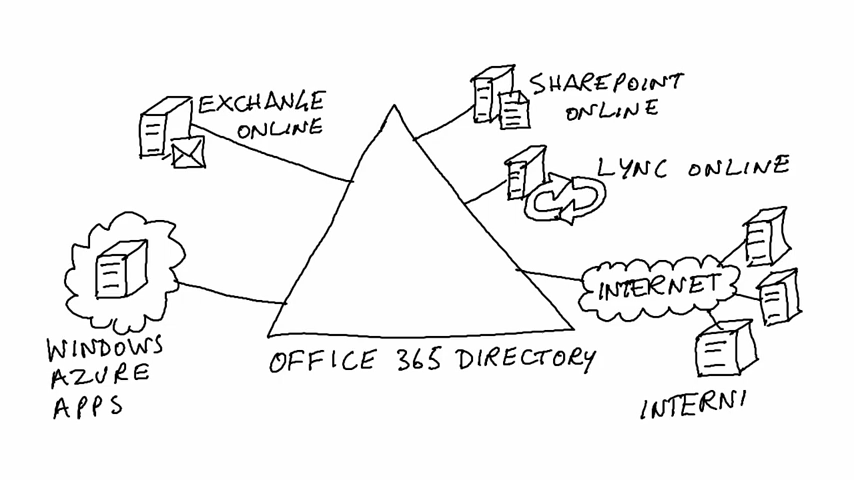 EXCHANGE
ONLINE
SHAREPOINT
ONLINE
LYNC ONLINE
INTERNET
WINDOWS
AZURE
APPS
OFFICE 365 DIRECTORY
INTERNI